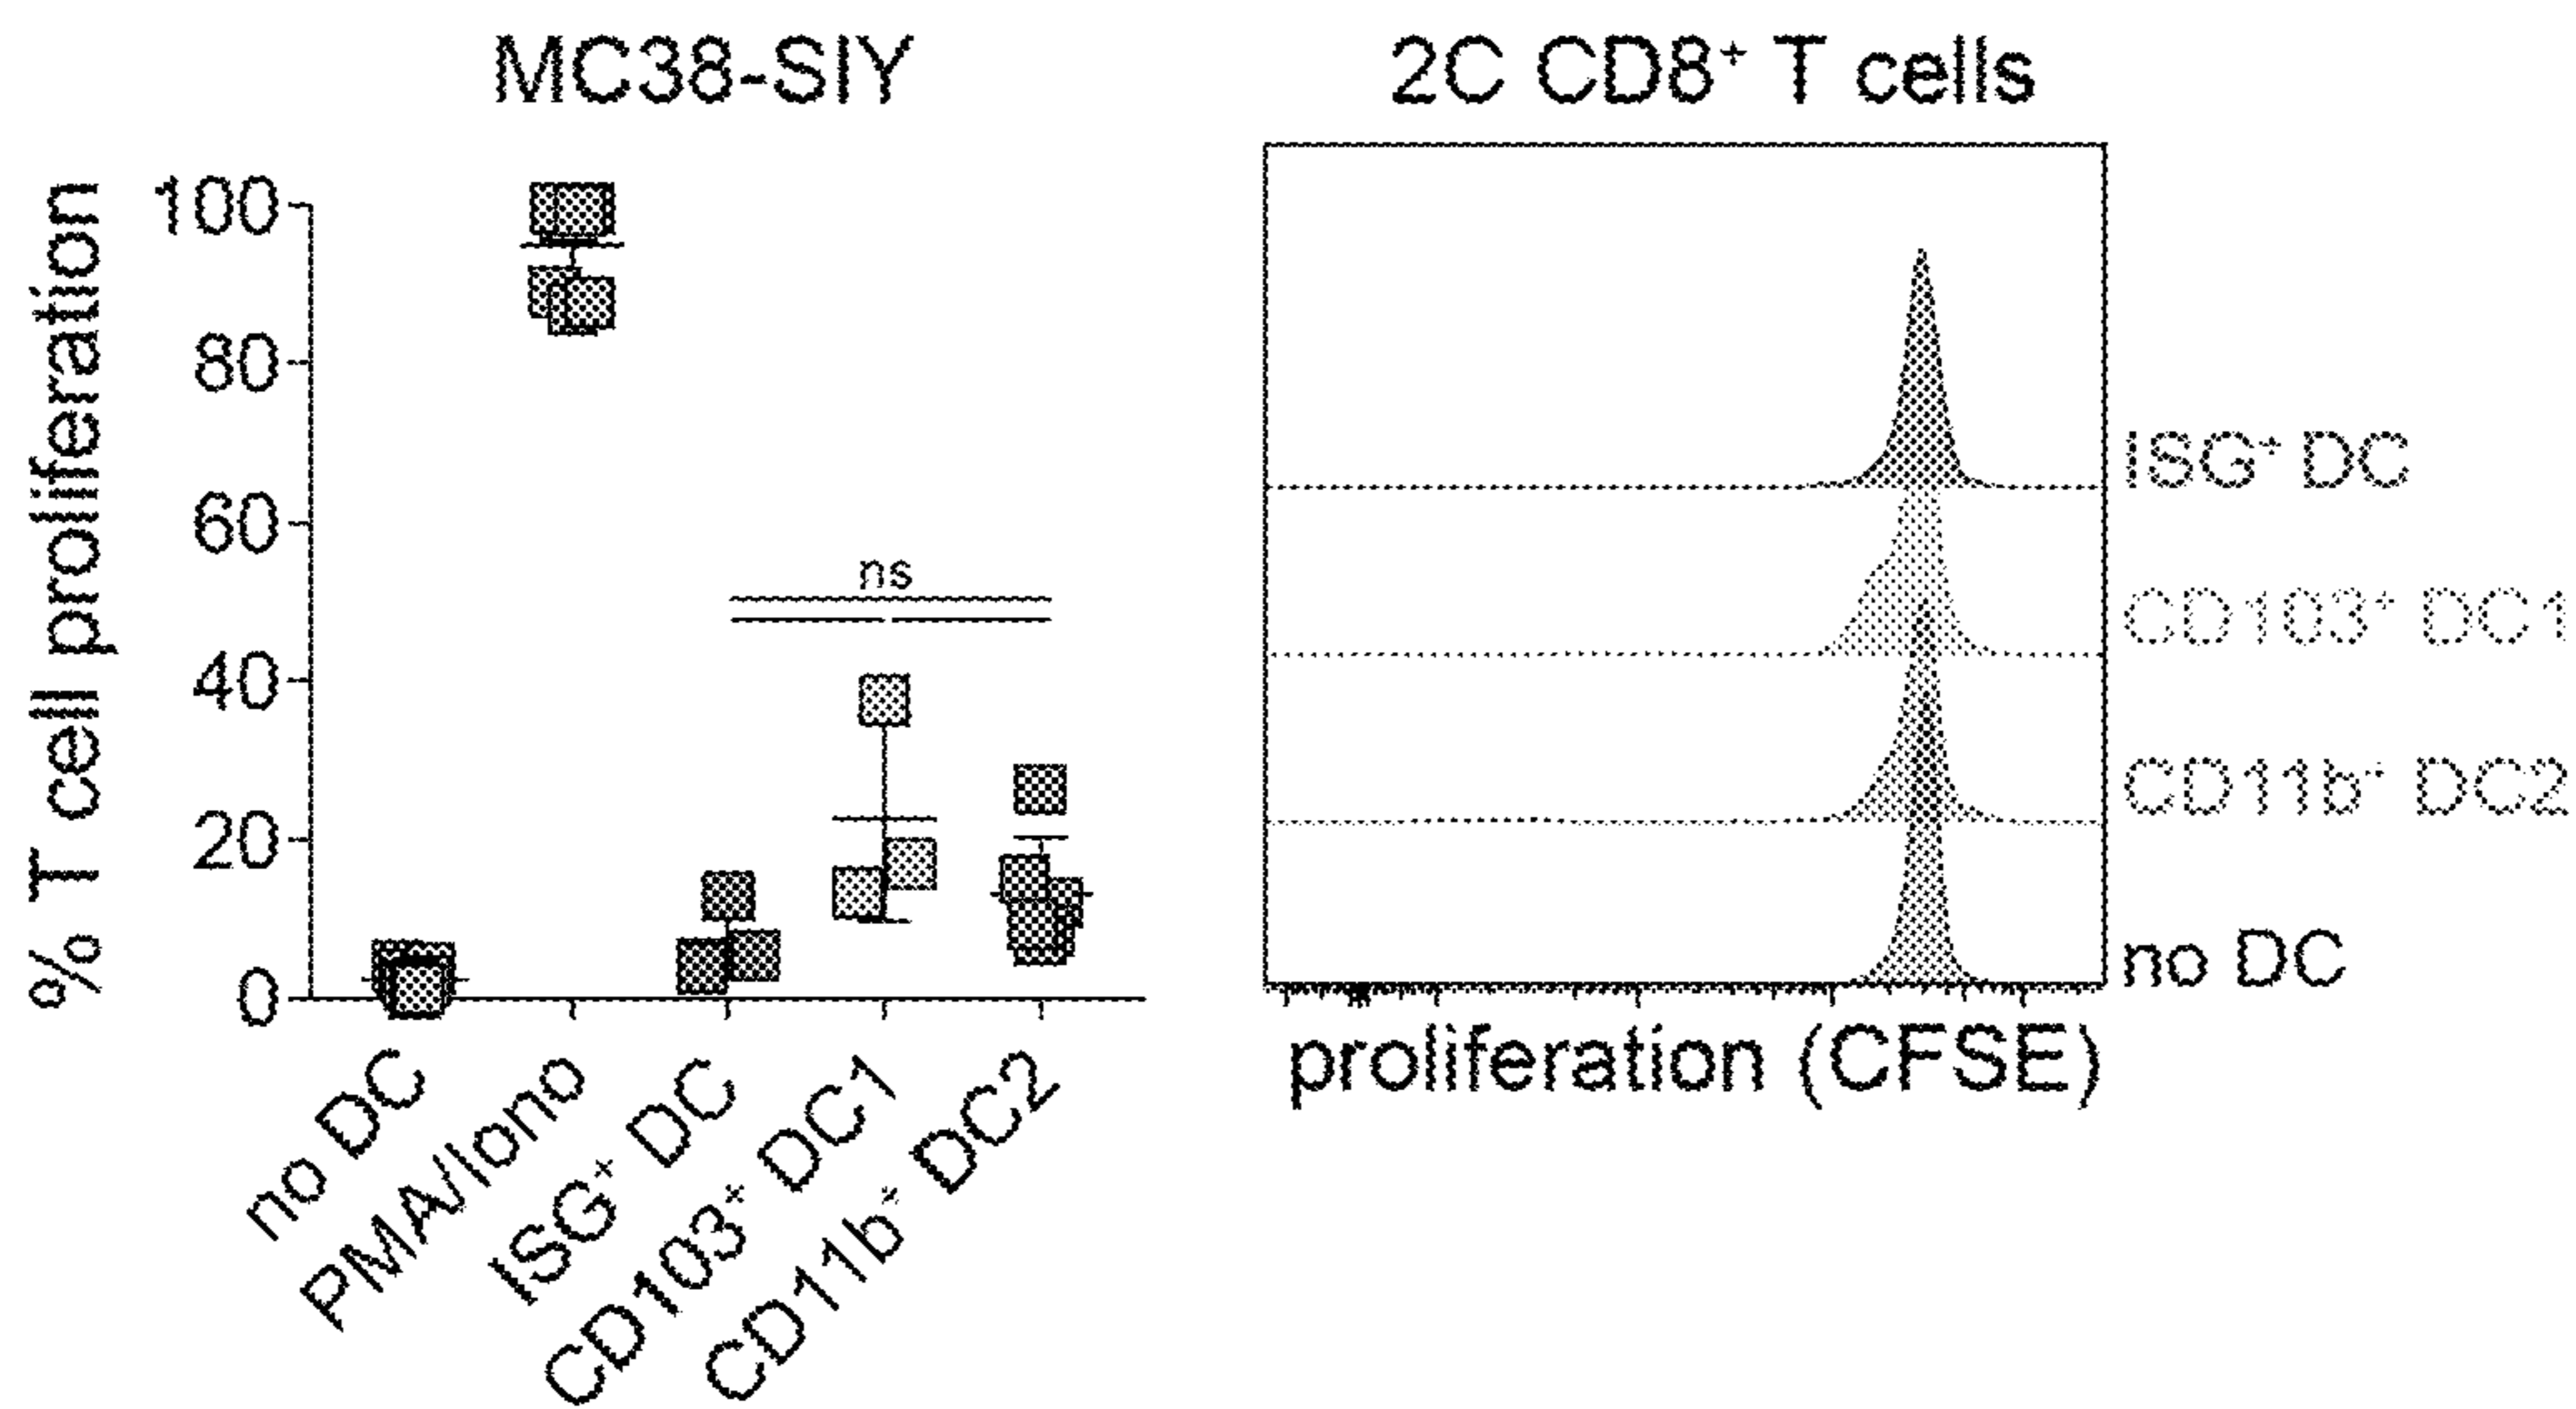 MC38-SIY
% T cell proliferation
100
80
60
40
20
0
ns
no DC
PMA/Iono
ISG+ DC
CD103+ DC1
CD11b+ DC2
2C CD8+ T cells
ISG+ DC
CD103+ DC1
CD11b+ DC2
no DC
proliferation (CFSE)